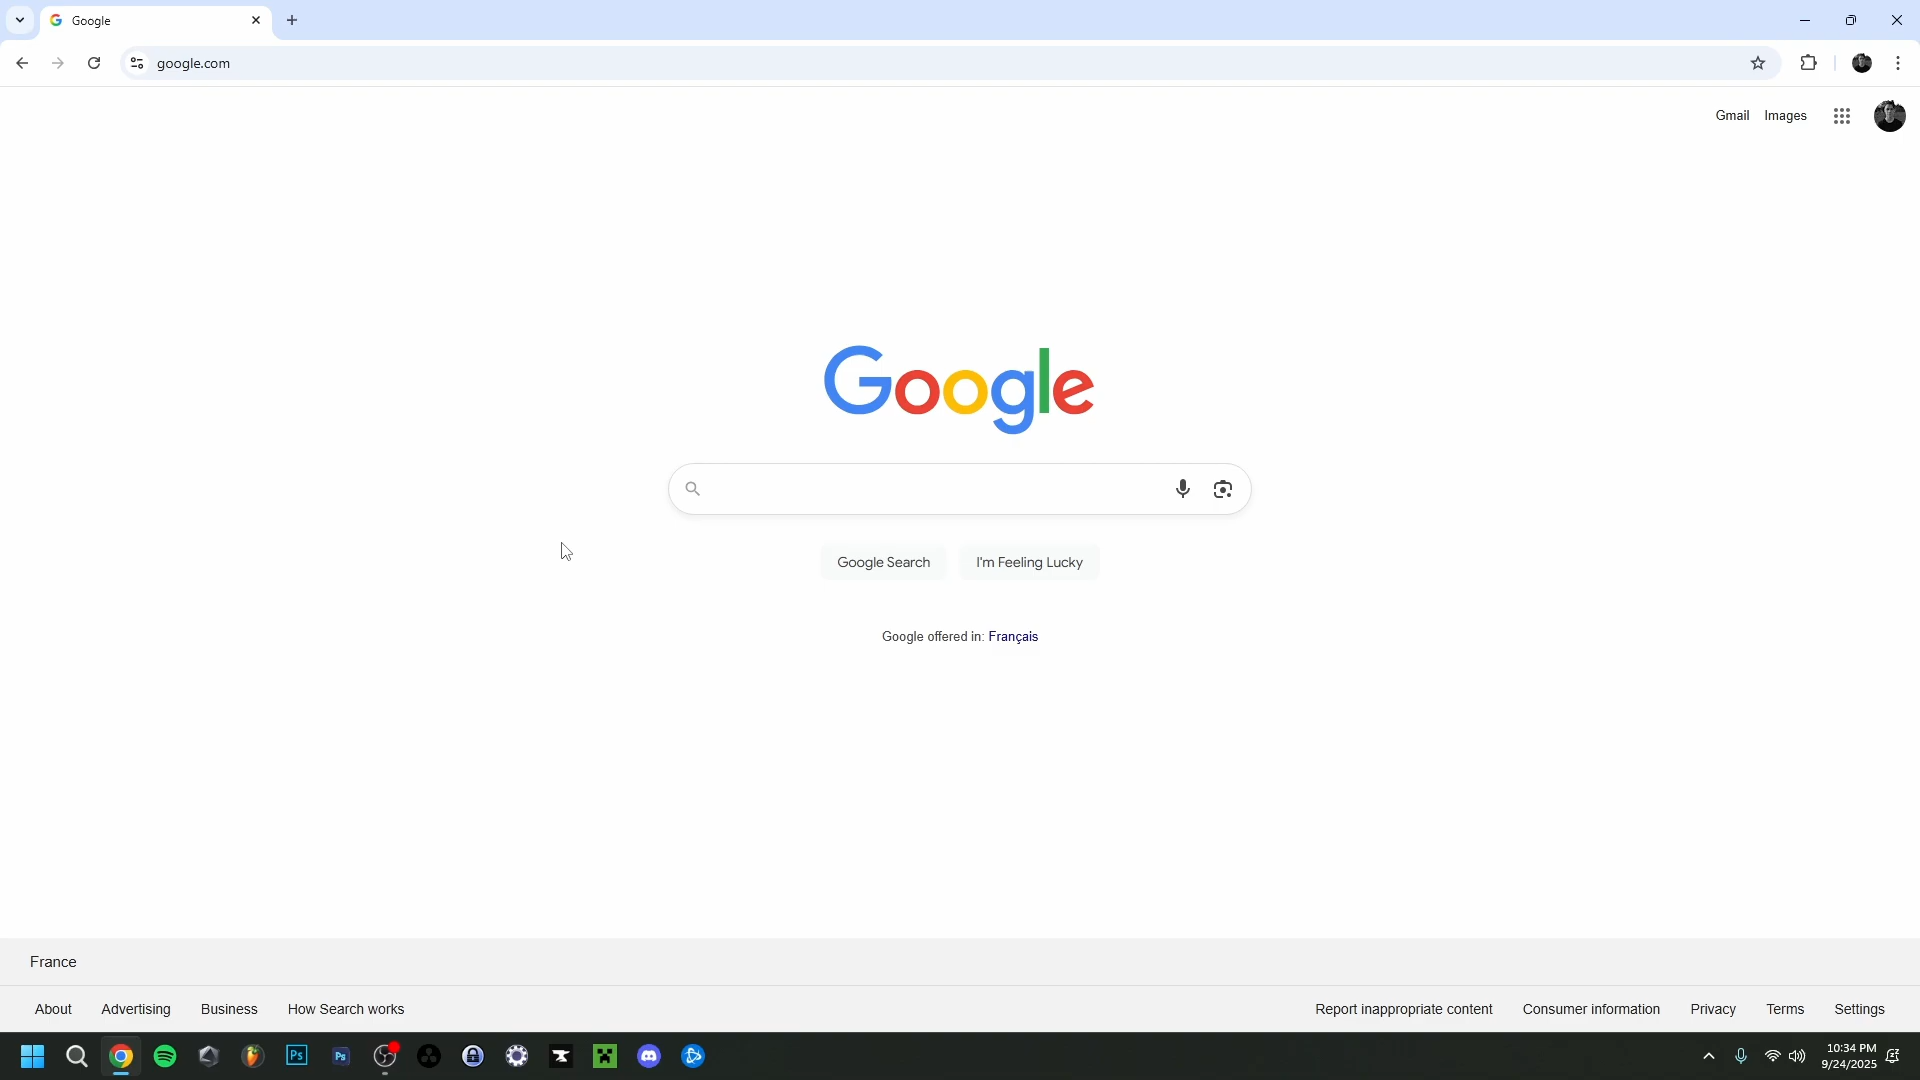 Google
google.com
Gmail Images
Google
Google Search I'm Feeling Lucky
Google offered in: Français
France
About Advertising Business How Search works Report inappropriate content Consumer information Privacy Terms Settings
Ps Ps 10:34 PM
9/24/2025